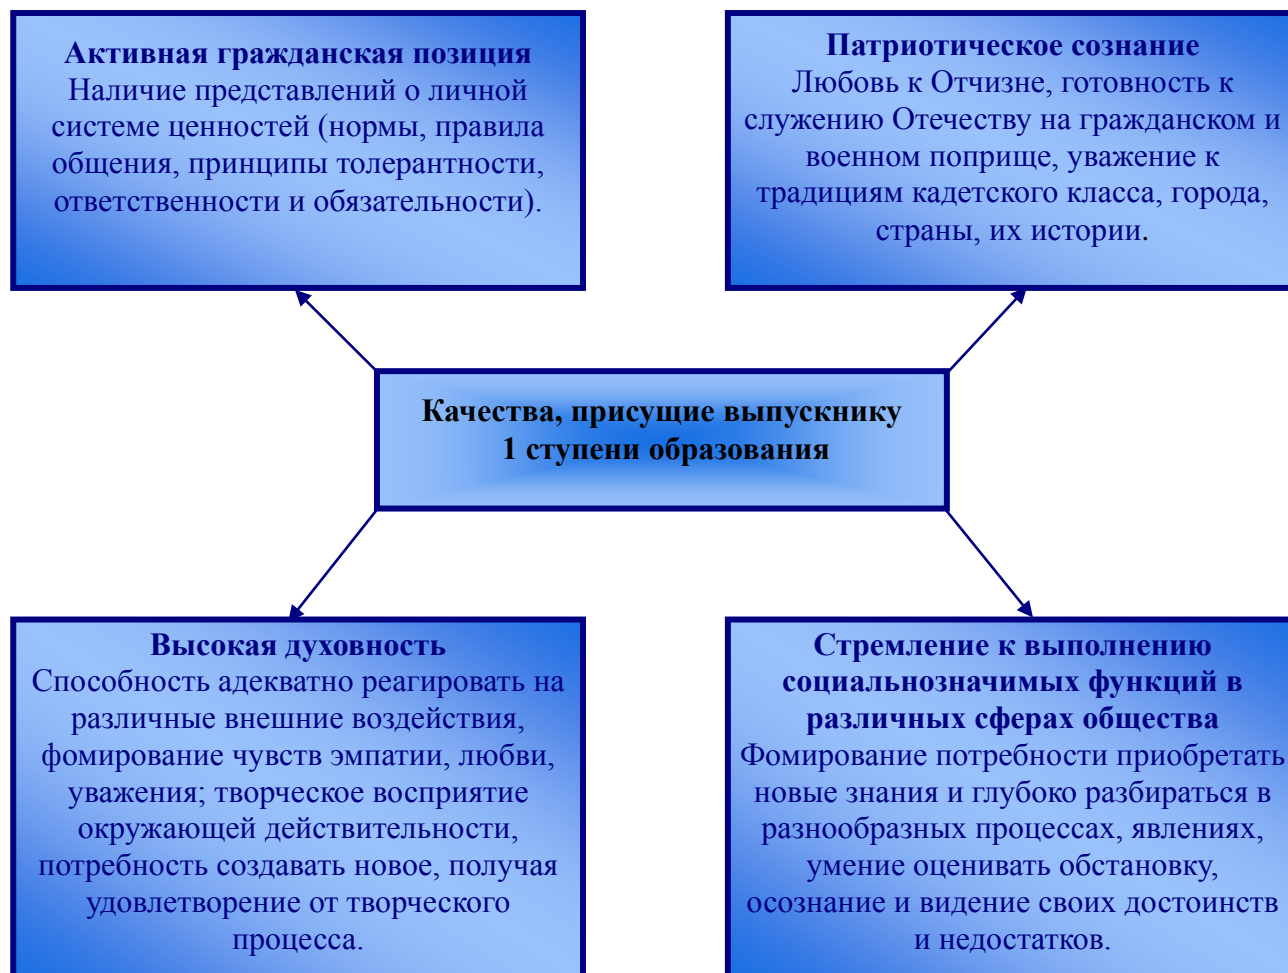 Активная гражданская позиция
Наличие представлений о личной
системе ценностей (нормы, правила
общения, принципы толерантности,
ответственности и обязательности).
Патриотическое сознание
Любовь к Отчизне, готовность к
служению Отечеству на гражданском и
военном поприще, уважение к
традициям кадетского класса, города,
страны, их истории.
Качества, присущие выпускнику
1 ступени образования
Высокая духовность
Способность адекватно реагировать на
различные внешние воздействия,
фомирование чувств эмпатии, любви,
уважения; творческое восприятие
окружающей действительности,
потребность создавать новое, получая
удовлетворение от творческого
процесса.
Стремление к выполнению
социальнозначимых функций в
различных сферах общества
Фомирование потребности приобретать
новые знания и глубоко разбираться в
разнообразных процессах, явлениях,
умение оценивать обстановку,
осознание и видение своих достоинств
и недостатков.